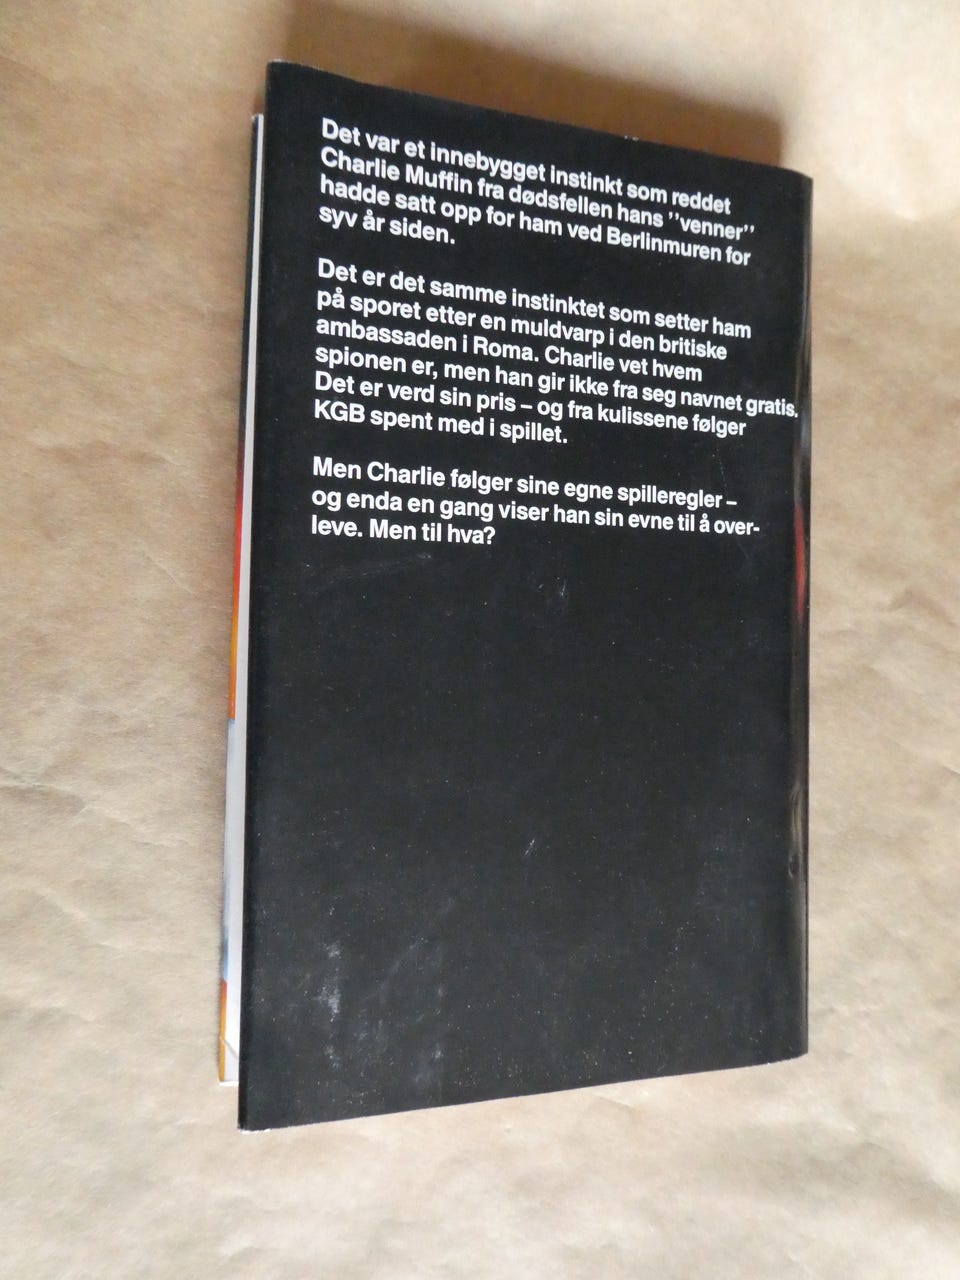 Det var et innebygget instinkt som reddet
Charlie Muffin fra dødsfellen hans ”venner”
hadde satt opp for ham ved Berlinmuren for
syv år siden.
Det er det samme instinktet som setter ham
på sporet etter en muldvarp i den britiske
ambassaden i Roma. Charlie vet hvem
spionen er, men han gir ikke fra seg navnet gratis.
Det er verd sin pris – og fra kulissene følger
KGB spent med i spillet.
Men Charlie følger sine egne spilleregler –
og enda en gang viser han sin evne til å over-
leve. Men til hva?